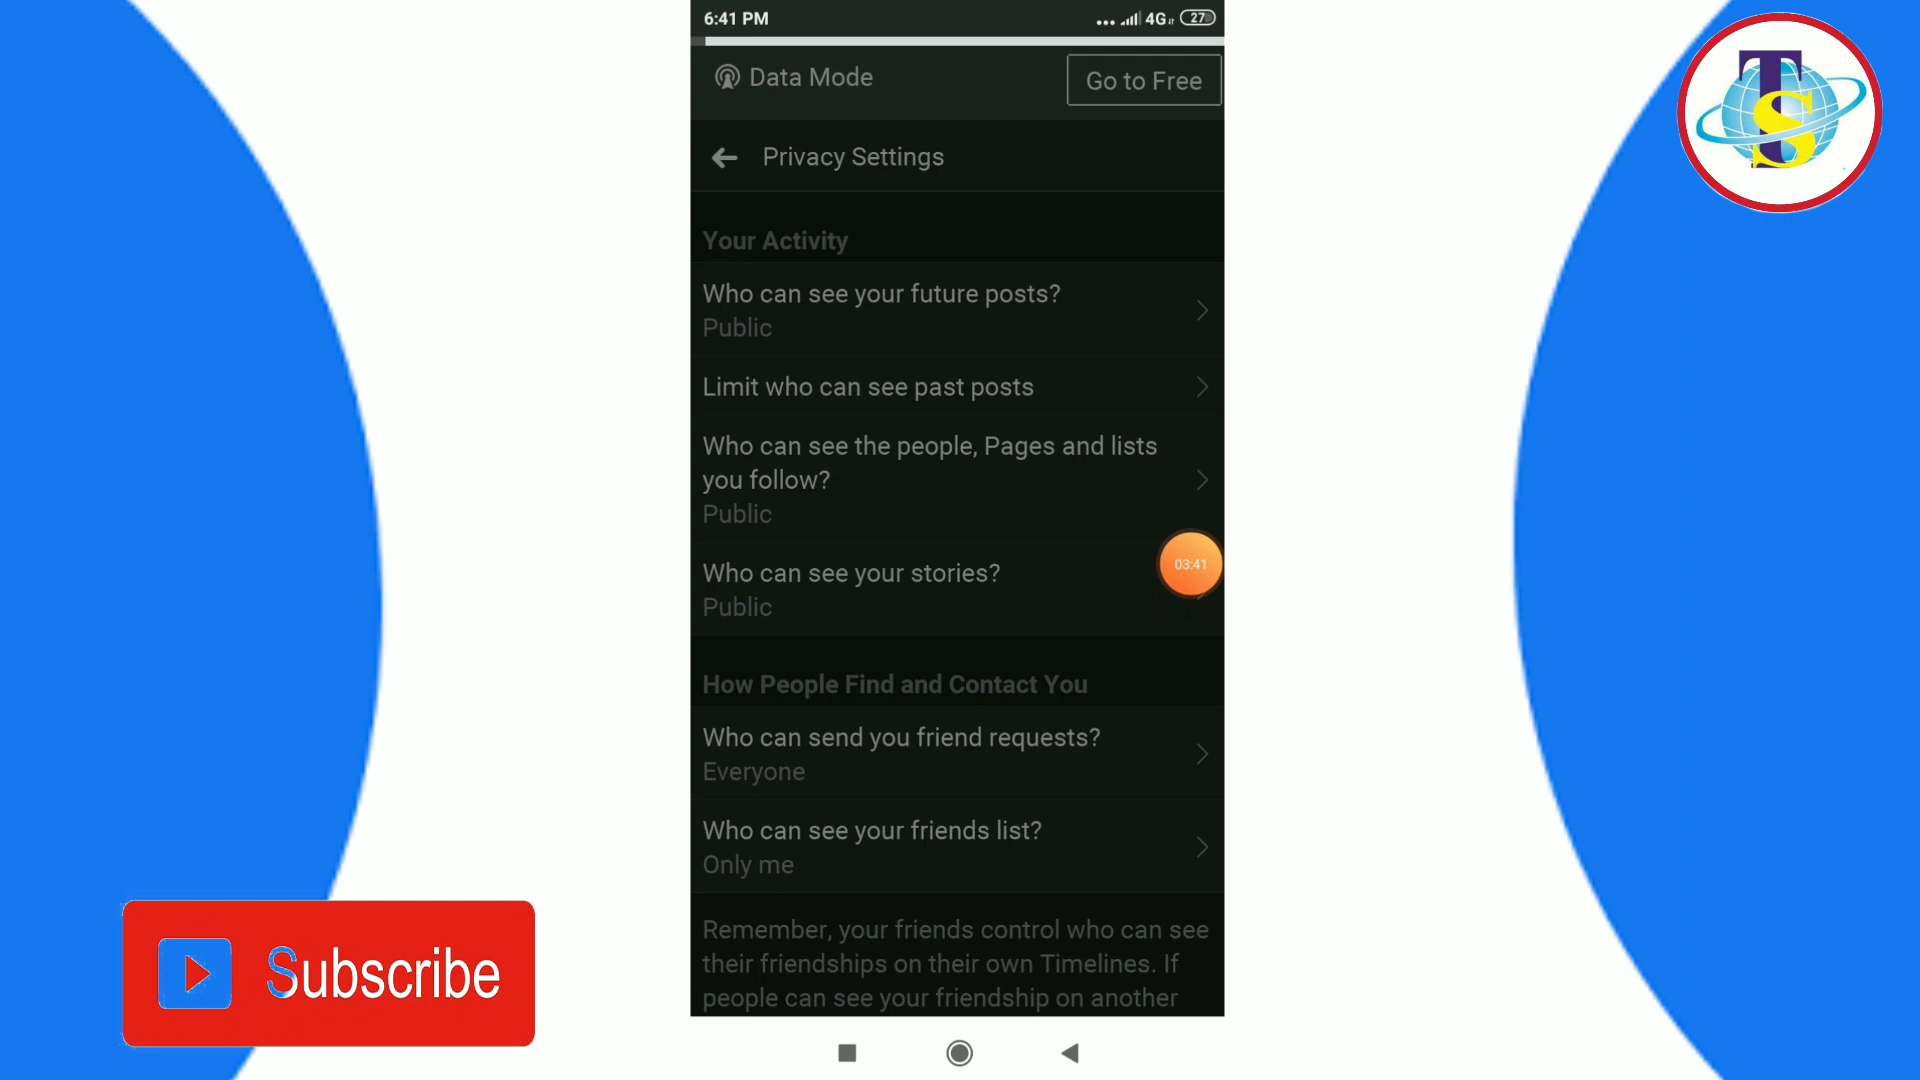 6:41 PM
4G
27
Data Mode
Go to Free
Privacy Settings
Your Activity
Who can see your future posts?
Public
Limit who can see past posts
Who can see the people, Pages and lists
you follow?
Public
03:41
Who can see your stories?
Public
How People Find and Contact You
Who can send you friend requests?
Everyone
Who can see your friends list?
Only me
Remember, your friends control who can see
their friendships on their own Timelines. If
people can see your friendship on another
Subscribe
TS